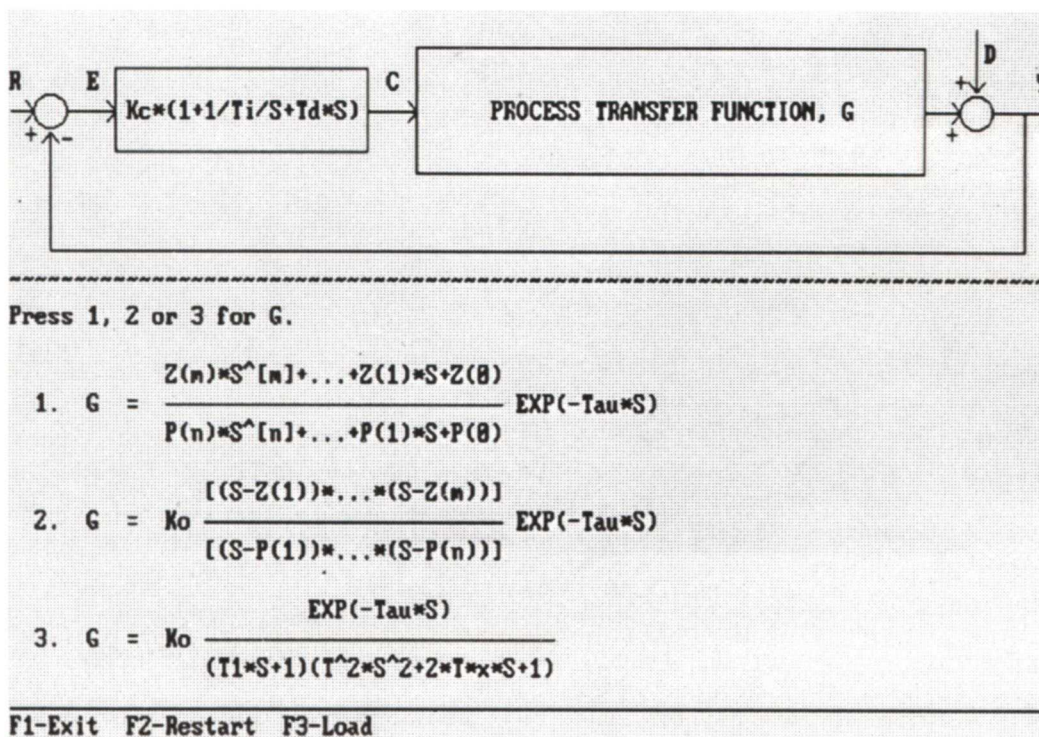 D
R E C
+
Kc*(1+1/Ti/S+Td*S)
PROCESS TRANSFER FUNCTION, G
+ - +
Press 1, 2 or 3 for G.
Z(m)*S^[m]+...+Z(1)*S+Z(0)
1. G = EXP(-Tau*S)
P(n)*S^[n]+...+P(1)*S+P(0)
[(S-Z(1))*...*(S-Z(m))]
2. G = Ko EXP(-Tau*S)
[(S-P(1))*...*(S-P(n))]
EXP(-Tau*S)
3. G = Ko
(T1*S+1)(T^2*S^2+2*T*x*S+1)
F1-Exit F2-Restart F3-Load